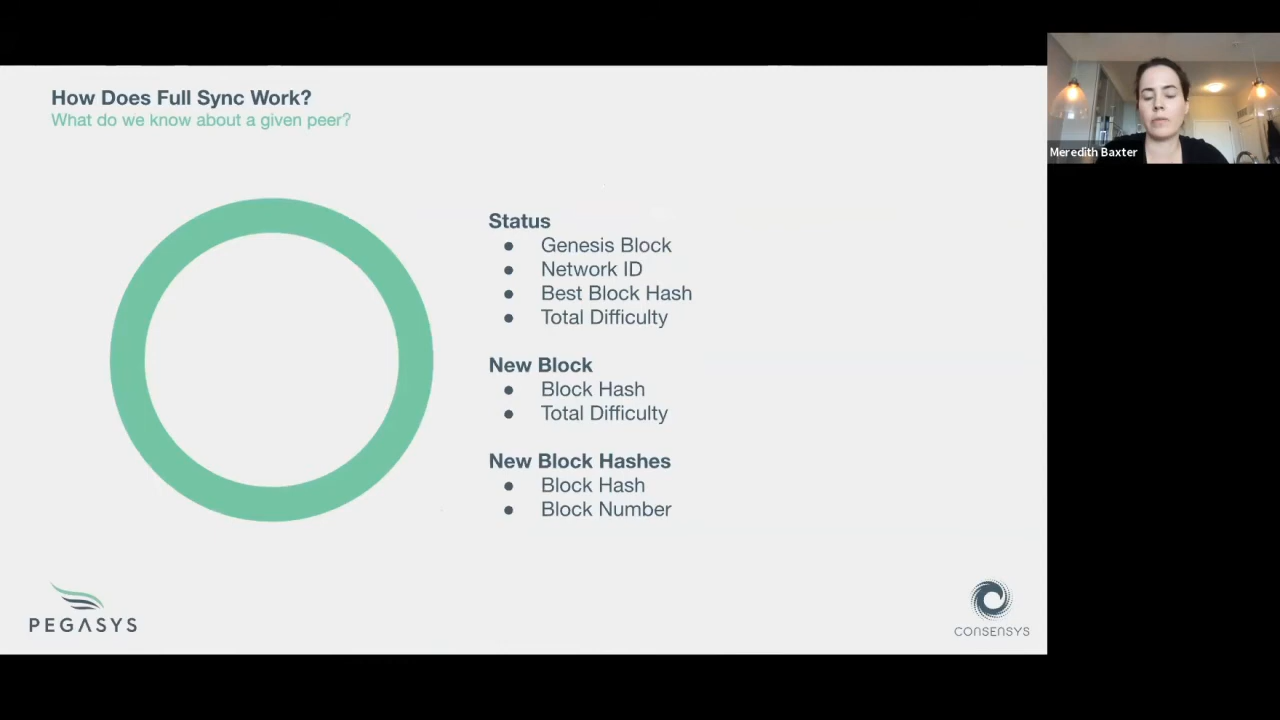 How Does Full Sync Work?
What do we know about a given peer?
Meredith Baxter
Status
● Genesis Block
● Network ID
● Best Block Hash
● Total Difficulty
New Block
● Block Hash
● Total Difficulty
New Block Hashes
● Block Hash
● Block Number
PEGASYS
CONSENSYS